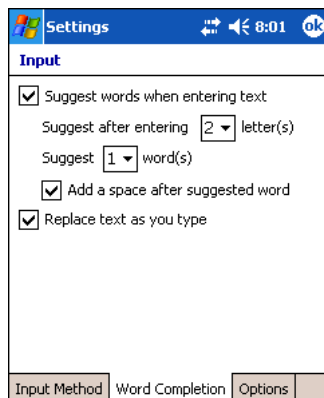 Settings 8:01 ok
Input
Suggest words when entering text
Suggest after entering 2 letter(s)
Suggest 1 word(s)
Add a space after suggested word
Replace text as you type
Input Method Word Completion Options